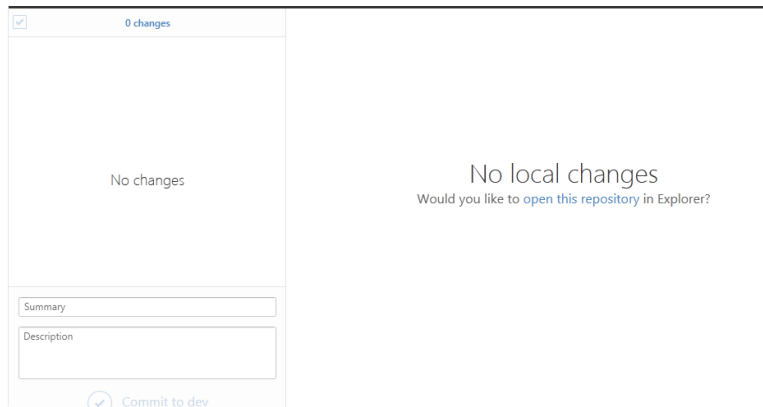 0 changes
No changes
Summary
Description
Commit to dev
No local changes
Would you like to open this repository in Explorer?